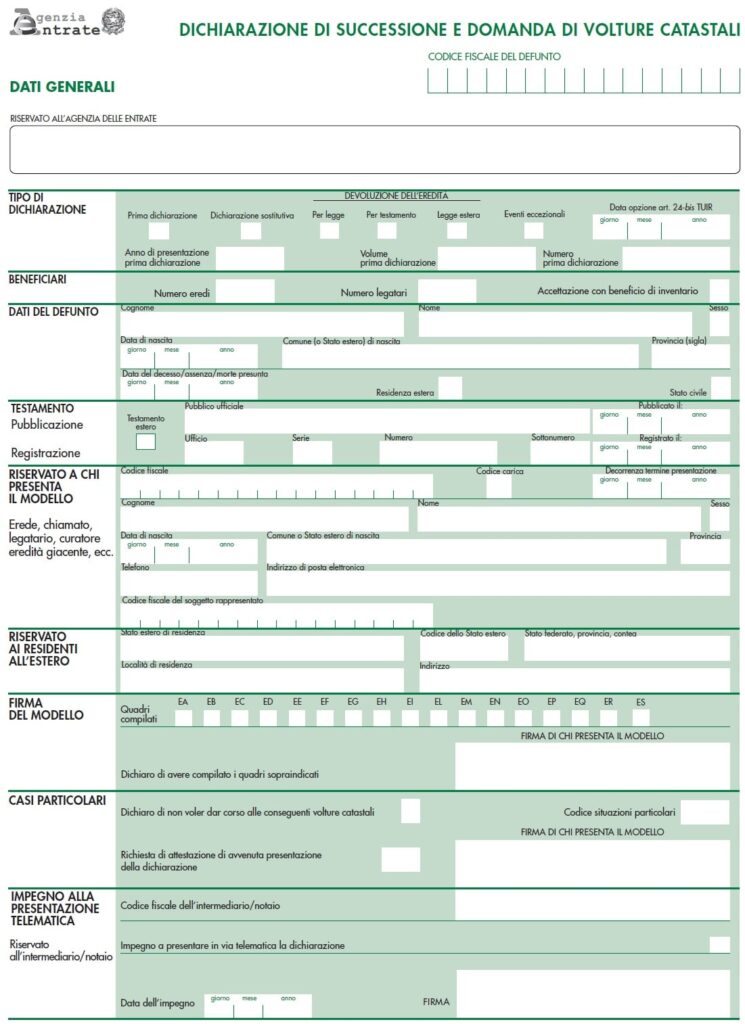 Agenzia
Entrate
DICHIARAZIONE DI SUCCESSIONE E DOMANDA DI VOLTURE CATASTALI
CODICE FISCALE DEL DEFUNTO
DATI GENERALI
RISERVATO ALL'AGENZIA DELLE ENTRATE
TIPO DI
DICHIARAZIONE
DEVOLUZIONE DELL'EREDITA
Prima dichiarazione Dichiarazione sostitutiva Per legge Per testamento Legge estera Eventi eccezionali Data opzione art. 24-bis TUIR
giorno mese anno
Anno di presentazione
prima dichiarazione
Volume
prima dichiarazione
Numero
prima dichiarazione
BENEFICIARI
Numero eredi Numero legatari Accettazione con beneficio di inventario
DATI DEL DEFUNTO
Cognome Nome Sesso
Data di nascita Comune (o Stato estero) di nascita Provincia (sigla)
giorno mese anno
Data del decesso/assenza/morte presunta
giorno mese anno
Residenza estera Stato civile
TESTAMENTO
Pubblicazione
Testamento
estero
Pubblico ufficiale Pubblicato il:
giorno mese anno
Registrazione
Ufficio Serie Numero Sottonumero Registrato il:
giorno mese anno
RISERVATO A CHI
PRESENTA
IL MODELLO
Erede, chiamato,
legatario, curatore
eredità giacente, ecc.
Codice fiscale Codice carica Decorrenza termine presentazione
giorno mese anno
Cognome Nome Sesso
Data di nascita Comune o Stato estero di nascita Provincia
giorno mese anno
Telefono Indirizzo di posta elettronica
Codice fiscale del soggetto rappresentato
RISERVATO
AI RESIDENTI
ALL'ESTERO
Stato estero di residenza Codice dello Stato estero Stato federato, provincia, contea
Località di residenza Indirizzo
FIRMA
DEL MODELLO
Quadri
compilati
EA EB EC ED EE EF EG EH EI EL EM EN EO EP EQ ER ES
FIRMA DI CHI PRESENTA IL MODELLO
Dichiaro di avere compilato i quadri sopraindicati
CASI PARTICOLARI
Dichiaro di non voler dar corso alle conseguenti volture catastali Codice situazioni particolari
FIRMA DI CHI PRESENTA IL MODELLO
Richiesta di attestazione di avvenuta presentazione
della dichiarazione
IMPEGNO ALLA
PRESENTAZIONE
TELEMATICA
Riservato
all'intermediario/notaio
Codice fiscale dell'intermediario/notaio
Impegno a presentare in via telematica la dichiarazione
Data dell'impegno
giorno mese anno
FIRMA